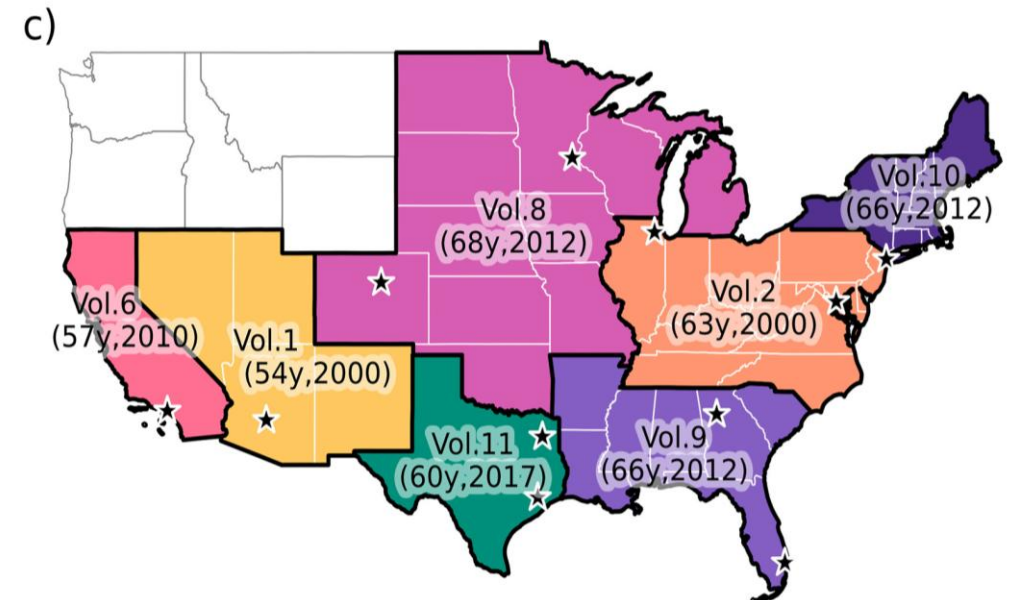 c)
Vol.10
(66y,2012)
Vol.8
(68y,2012)
Vol.6
(57y,2010)
Vol.2
(63y,2000)
Vol.1
(54y,2000)
Vol.11
(60y,2017)
Vol.9
(66y,2012)